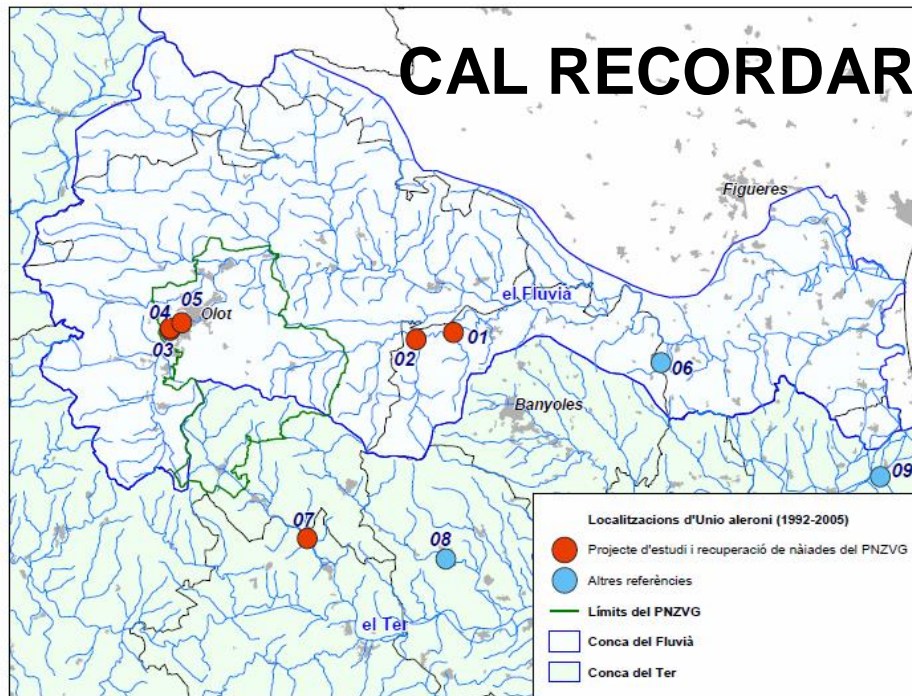 CAL RECORDAR
Figueres
el Fluvià
05
04
Olot
03
01
02
06
Banyoles
09
07
08
el Ter
Localitzacions d'Unio aleroni (1992-2005)
Projecte d'estudi i recuperació de nàiades del PNZVG
Altres referències
Límits del PNZVG
Conca del Fluvià
Conca del Ter